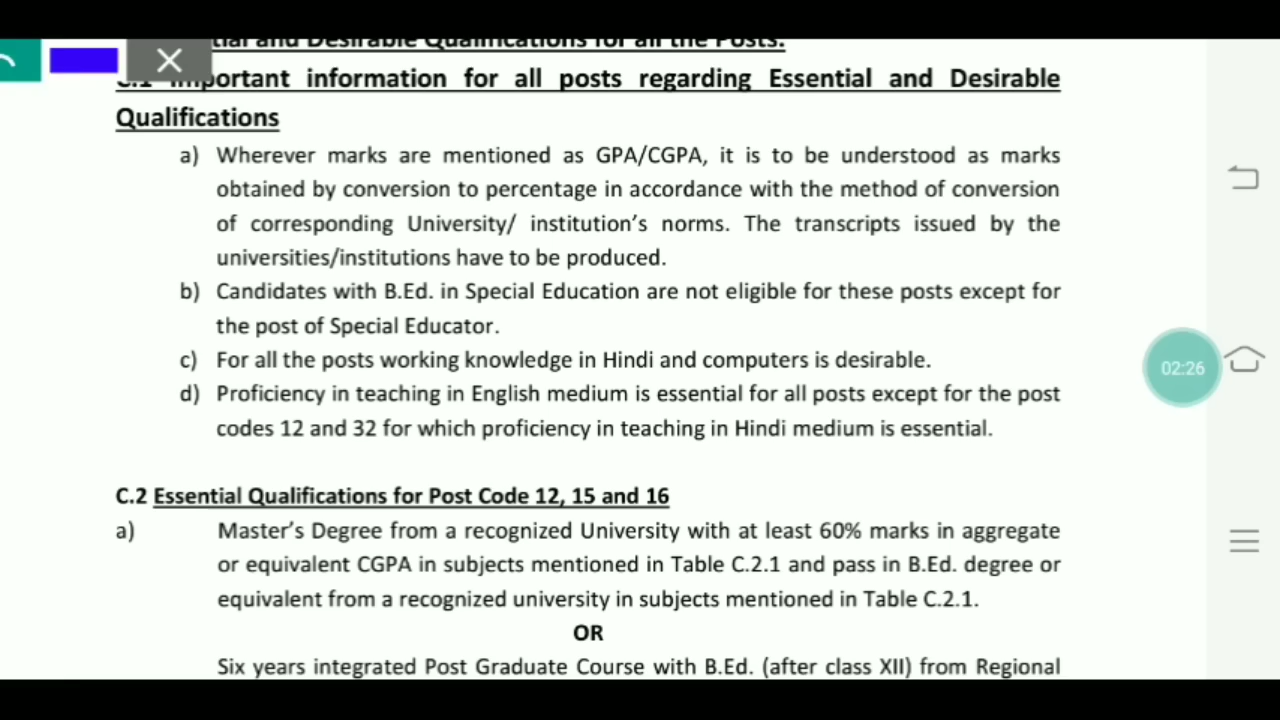 tial and Desirable Qualifications for all the Posts:
C.1 Important information for all posts regarding Essential and Desirable
Qualifications
a) Wherever marks are mentioned as GPA/CGPA, it is to be understood as marks
obtained by conversion to percentage in accordance with the method of conversion
of corresponding University/ institution's norms. The transcripts issued by the
universities/institutions have to be produced.
b) Candidates with B.Ed. in Special Education are not eligible for these posts except for
the post of Special Educator.
c) For all the posts working knowledge in Hindi and computers is desirable.
02:26
d) Proficiency in teaching in English medium is essential for all posts except for the post
codes 12 and 32 for which proficiency in teaching in Hindi medium is essential.
C.2 Essential Qualifications for Post Code 12, 15 and 16
a) Master's Degree from a recognized University with at least 60% marks in aggregate
or equivalent CGPA in subjects mentioned in Table C.2.1 and pass in B.Ed. degree or
equivalent from a recognized university in subjects mentioned in Table C.2.1.
OR
Six years integrated Post Graduate Course with B.Ed. (after class XII) from Regional